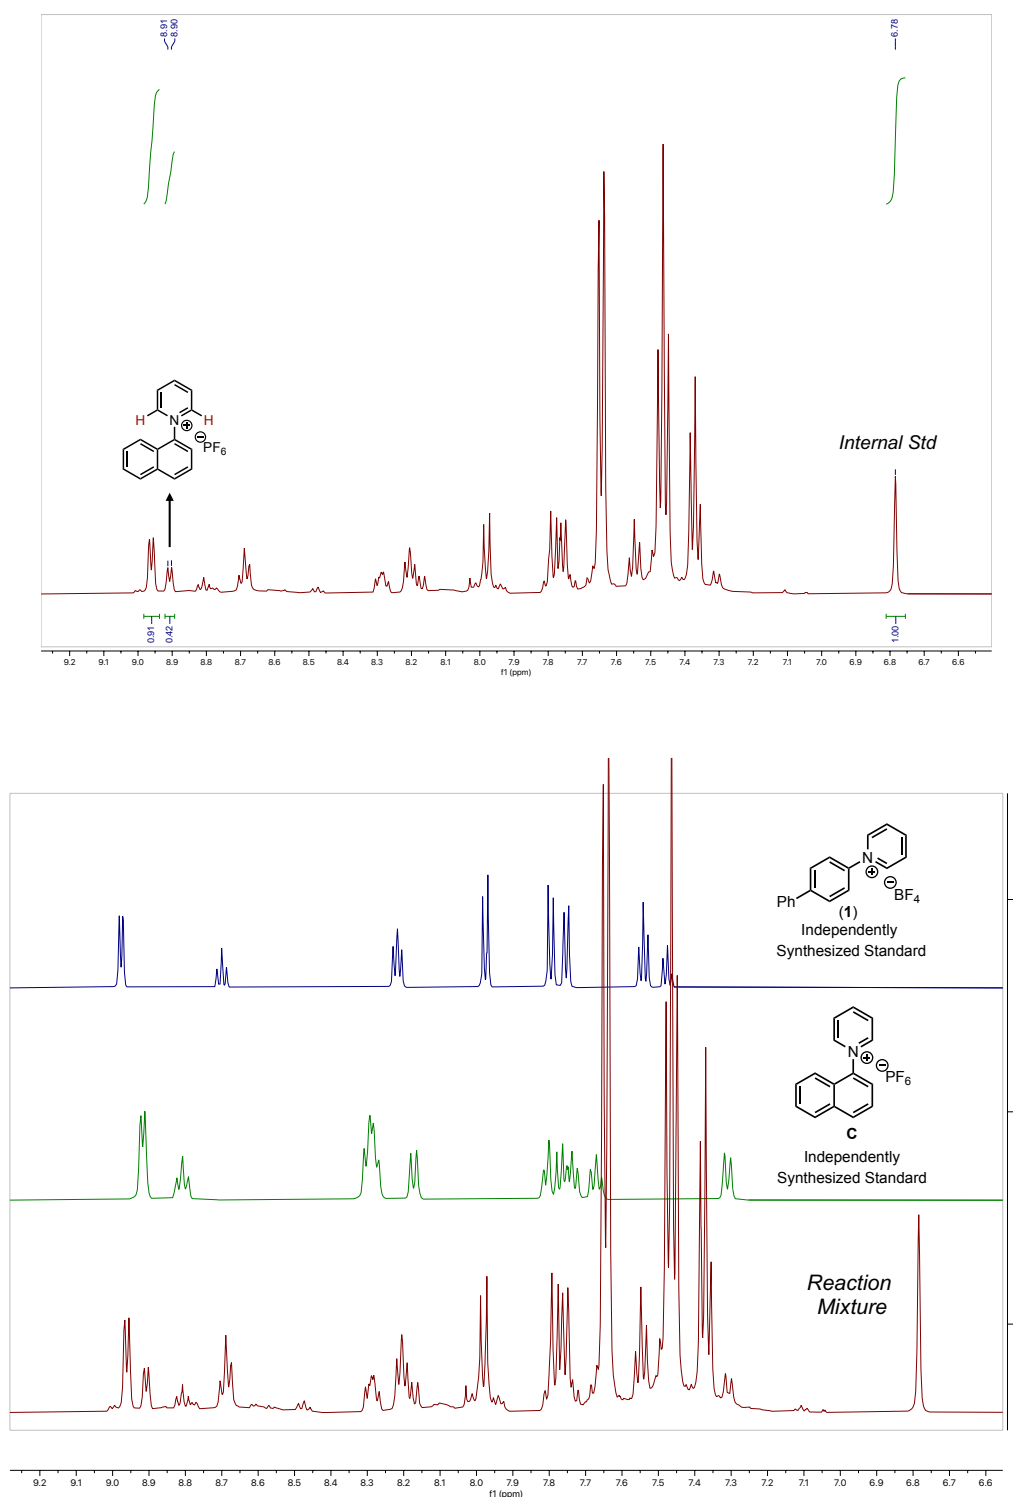 8.91
8.90
6.78
H
H
N
⊕
⊖
PF6
Internal Std
0.91
0.42
1.00
9.2 9.1 9.0 8.9 8.8 8.7 8.6 8.5 8.4 8.3 8.2 8.1 8.0 7.9 7.8 7.7 7.6 7.5 7.4 7.3 7.2 7.1 7.0 6.9 6.8 6.7 6.6
f1 (ppm)
N
⊕
⊖
BF4
Ph
(1)
Independently
Synthesized Standard
N
⊕
⊖
PF6
C
Independently
Synthesized Standard
Reaction
Mixture
9.2 9.1 9.0 8.9 8.8 8.7 8.6 8.5 8.4 8.3 8.2 8.1 8.0 7.9 7.8 7.7 7.6 7.5 7.4 7.3 7.2 7.1 7.0 6.9 6.8 6.7 6.6
f1 (ppm)